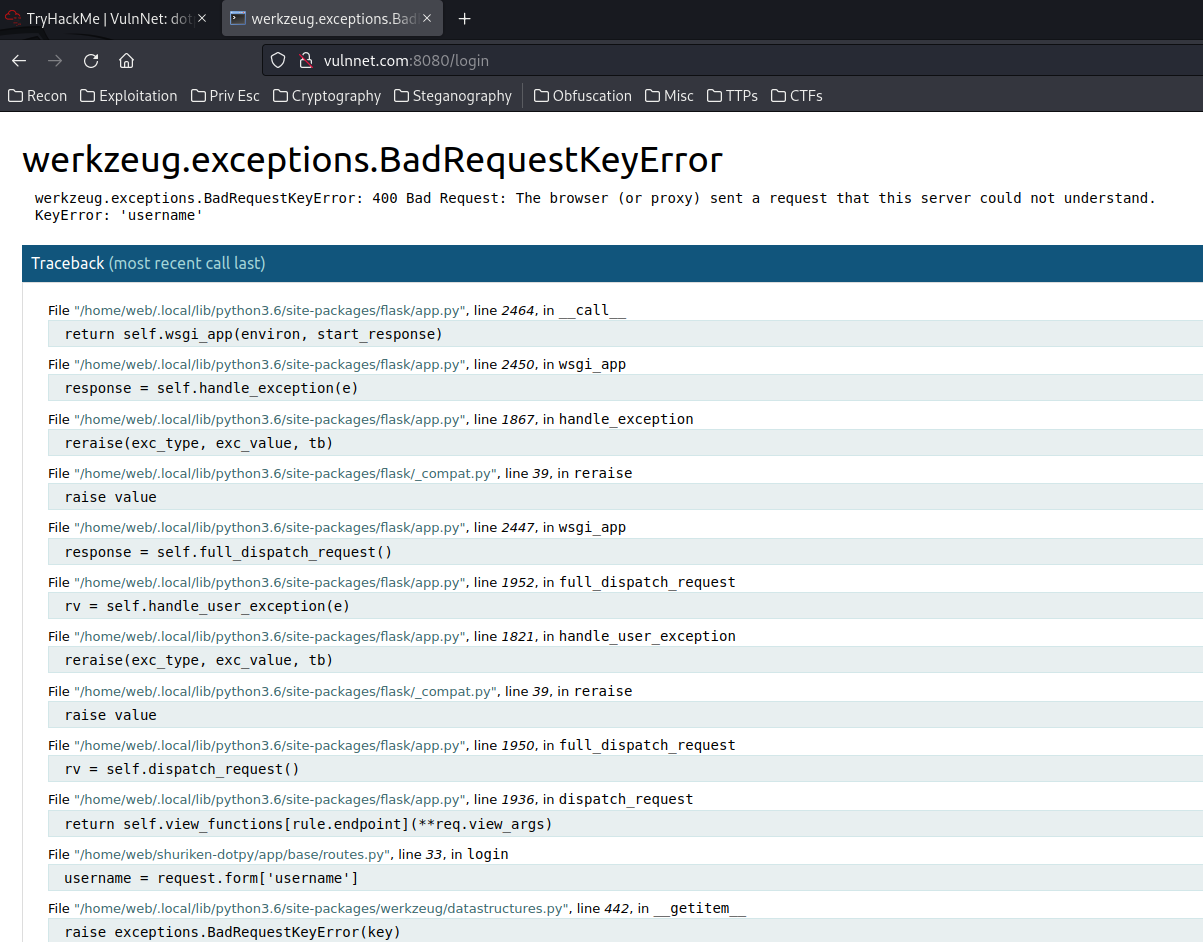 TryHackMe | VulnNet: dot
werkzeug.exceptions.Bad
vulnnet.com:8080/login
Recon Exploitation Priv Esc Cryptography Steganography Obfuscation Misc TTPs CTFs
werkzeug.exceptions.BadRequestKeyError
werkzeug.exceptions.BadRequestKeyError: 400 Bad Request: The browser (or proxy) sent a request that this server could not understand.
KeyError: 'username'
Traceback (most recent call last)
File "/home/web/.local/lib/python3.6/site-packages/flask/app.py", line 2464, in __call__
return self.wsgi_app(environ, start_response)
File "/home/web/.local/lib/python3.6/site-packages/flask/app.py", line 2450, in wsgi_app
response = self.handle_exception(e)
File "/home/web/.local/lib/python3.6/site-packages/flask/app.py", line 1867, in handle_exception
reraise(exc_type, exc_value, tb)
File "/home/web/.local/lib/python3.6/site-packages/flask/_compat.py", line 39, in reraise
raise value
File "/home/web/.local/lib/python3.6/site-packages/flask/app.py", line 2447, in wsgi_app
response = self.full_dispatch_request()
File "/home/web/.local/lib/python3.6/site-packages/flask/app.py", line 1952, in full_dispatch_request
rv = self.handle_user_exception(e)
File "/home/web/.local/lib/python3.6/site-packages/flask/app.py", line 1821, in handle_user_exception
reraise(exc_type, exc_value, tb)
File "/home/web/.local/lib/python3.6/site-packages/flask/_compat.py", line 39, in reraise
raise value
File "/home/web/.local/lib/python3.6/site-packages/flask/app.py", line 1950, in full_dispatch_request
rv = self.dispatch_request()
File "/home/web/.local/lib/python3.6/site-packages/flask/app.py", line 1936, in dispatch_request
return self.view_functions[rule.endpoint](**req.view_args)
File "/home/web/shuriken-dotpy/app/base/routes.py", line 33, in login
username = request.form['username']
File "/home/web/.local/lib/python3.6/site-packages/werkzeug/datastructures.py", line 442, in __getitem__
raise exceptions.BadRequestKeyError(key)